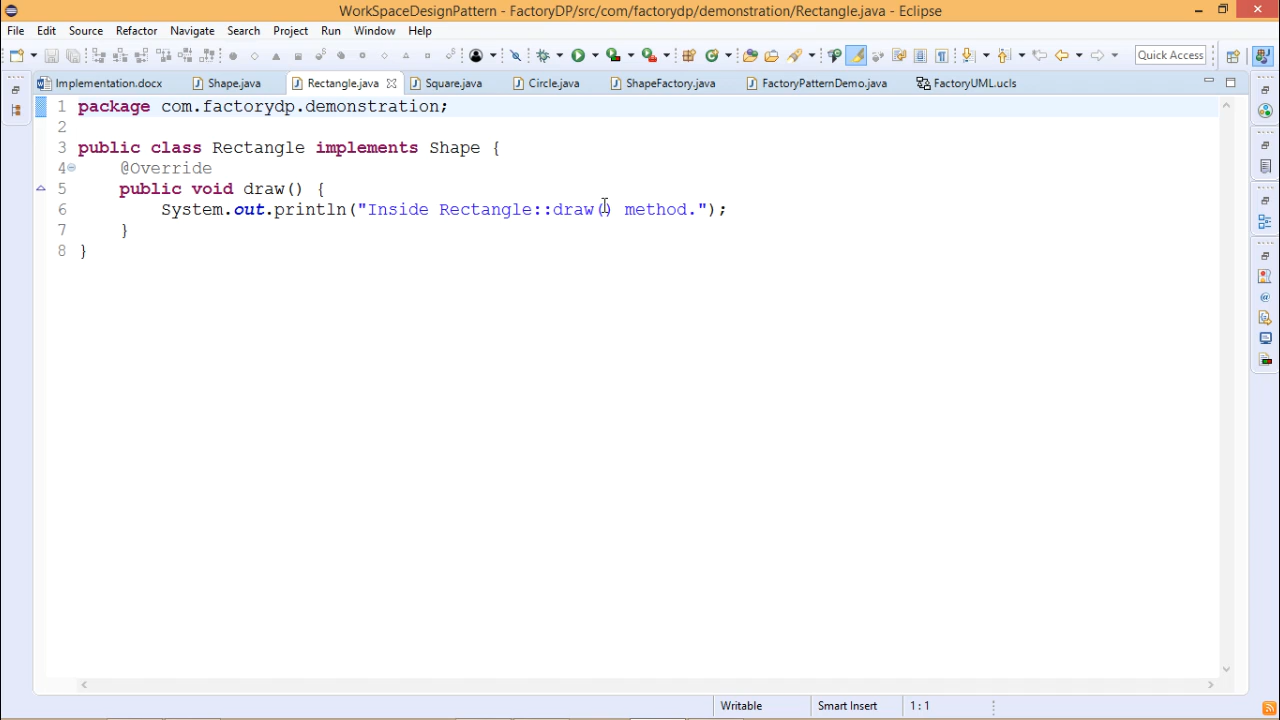 WorkSpaceDesignPattern - FactoryDP/src/com/factorydp/demonstration/Rectangle.java - Eclipse
File Edit Source Refactor Navigate Search Project Run Window Help
Quick Access
Implementation.docx Shape.java Rectangle.java Square.java Circle.java ShapeFactory.java FactoryPatternDemo.java FactoryUML.ucls
1 package com.factorydp.demonstration;
2
3 public class Rectangle implements Shape {
4 @Override
5 public void draw() {
6 System.out.println("Inside Rectangle::draw() method.");
7 }
8 }
Writable Smart Insert 1 : 1